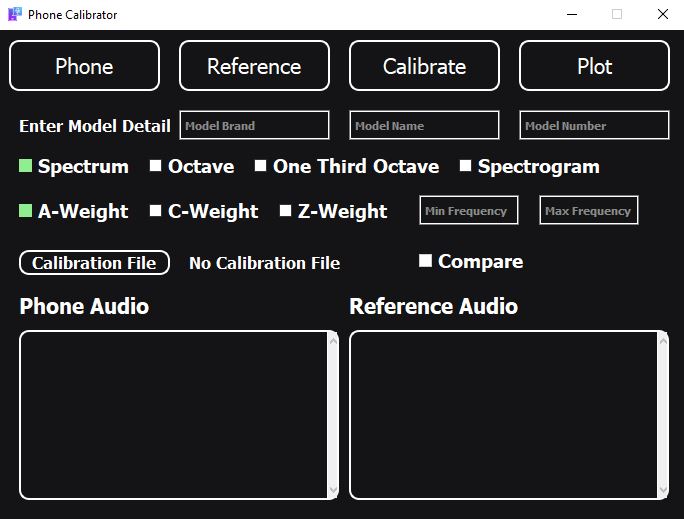 Phone Calibrator
Phone Reference Calibrate Plot
Enter Model Detail Model Brand Model Name Model Number
Spectrum Octave One Third Octave Spectrogram
A-Weight C-Weight Z-Weight Min Frequency Max Frequency
Calibration File No Calibration File Compare
Phone Audio Reference Audio